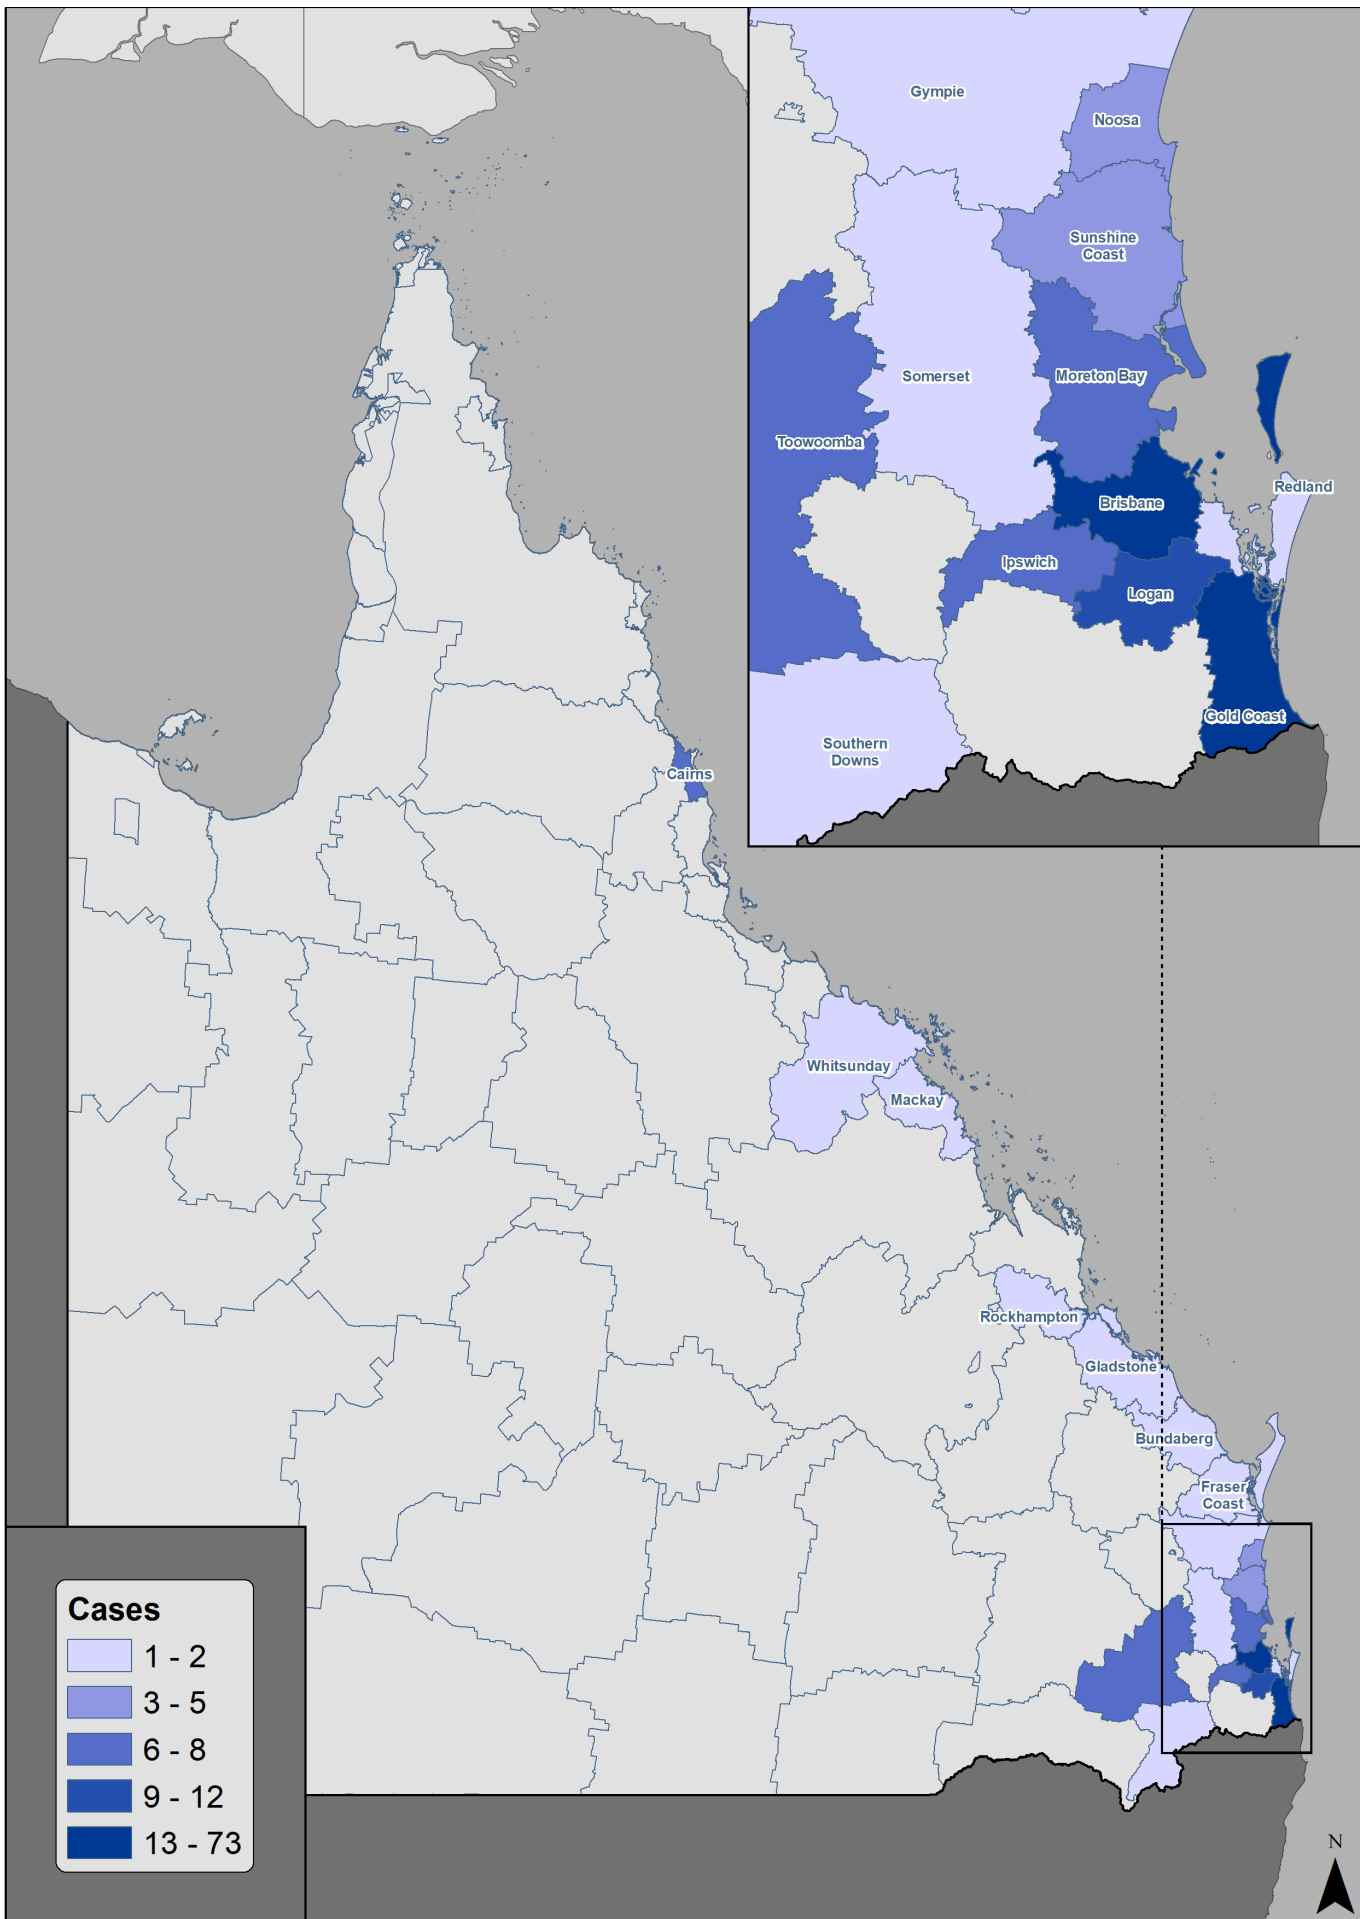 Gympie
Noosa
Sunshine
Coast
Somerset
Moreton Bay
Toowoomba
Redland
Brisbane
Ipswich
Logan
Gold Coast
Southern
Downs
Cairns
Whitsunday
Mackay
Rockhampton
Gladstone
Bundaberg
Fraser
Coast
Cases
1 - 2
3 - 5
6 - 8
9 - 12
13 - 73
N